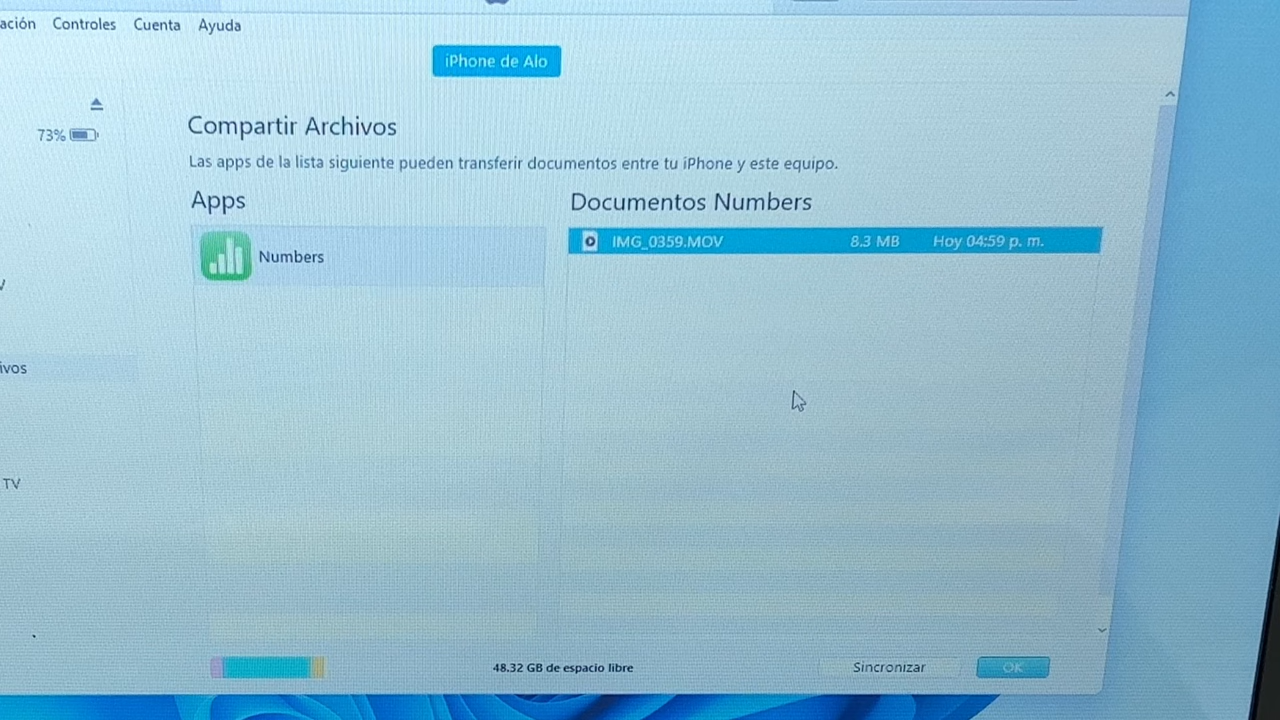 Controles Cuenta Ayuda
iPhone de Alo
73%
Compartir Archivos
Las apps de la lista siguiente pueden transferir documentos entre tu iPhone y este equipo.
Apps
Documentos Numbers
Numbers
IMG_0359.MOV 8.3 MB Hoy 04:59 p. m.
TV
48.32 GB de espacio libre
Sincronizar
OK